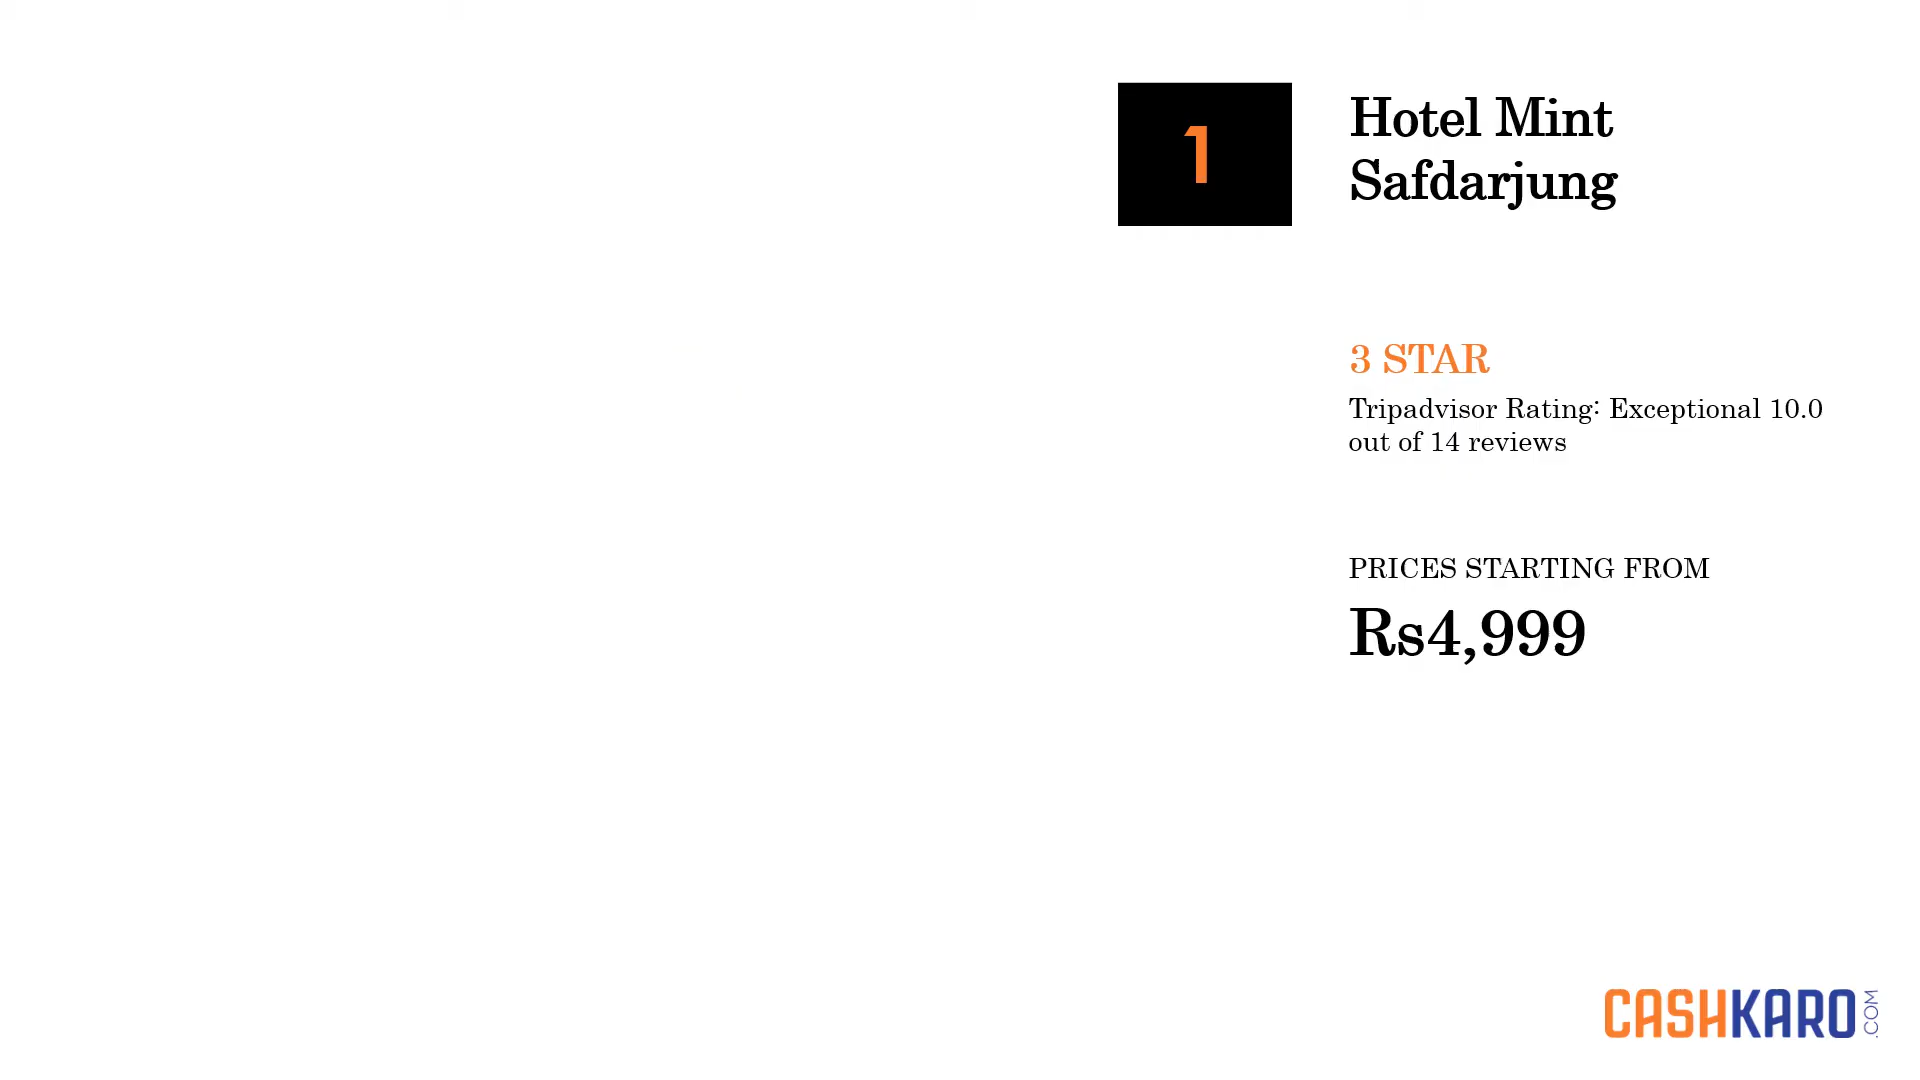 1
Hotel Mint
Safdarjung
3 STAR
Tripadvisor Rating: Exceptional 10.0
out of 14 reviews
PRICES STARTING FROM
Rs4,999
CASHKARO.COM